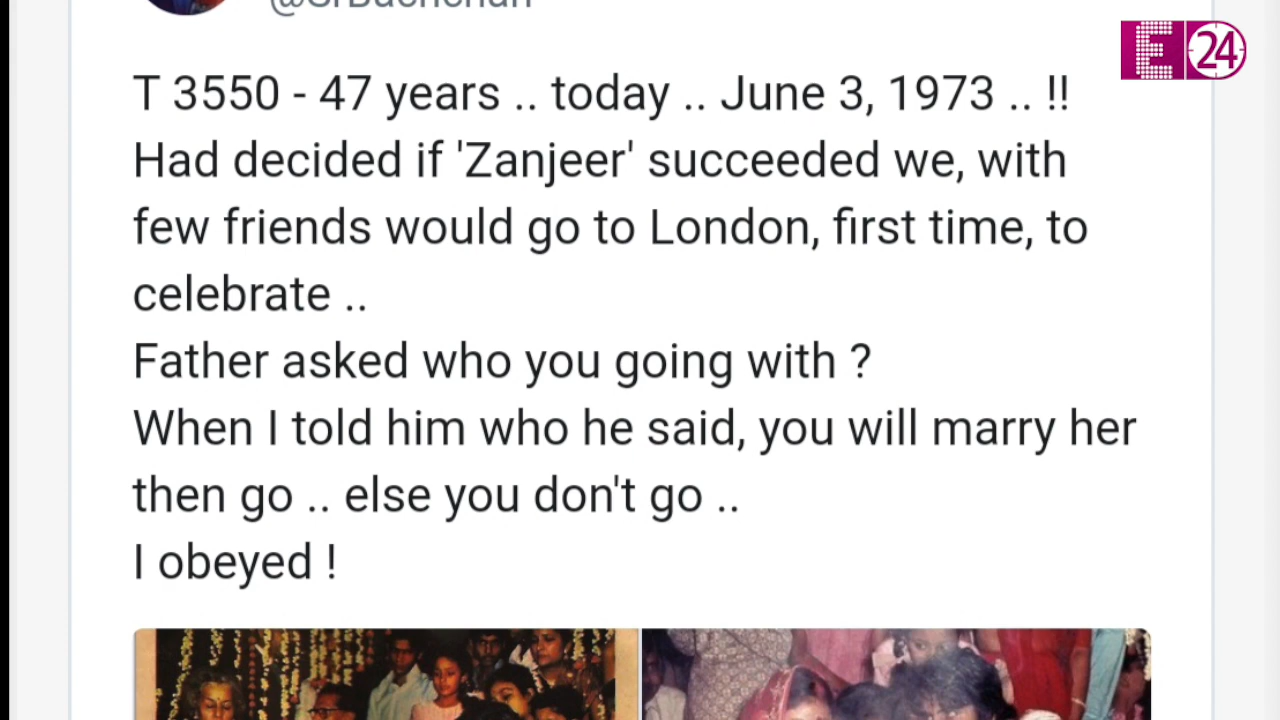 @SrBachchan
E 24
T 3550 - 47 years .. today .. June 3, 1973 .. !!
Had decided if 'Zanjeer' succeeded we, with
few friends would go to London, first time, to
celebrate ..
Father asked who you going with ?
When I told him who he said, you will marry her
then go .. else you don't go ..
I obeyed !